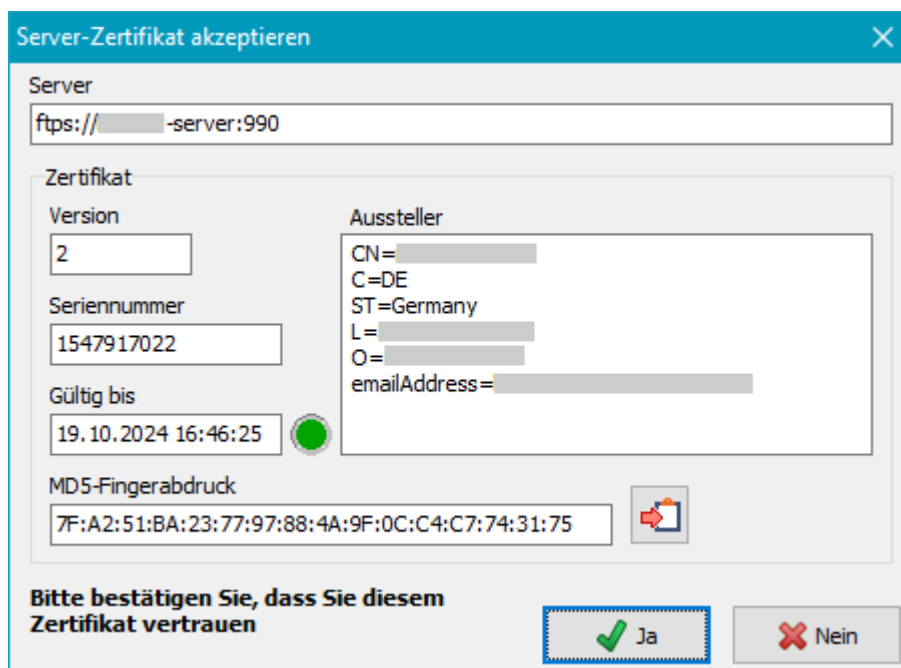 Server-Zertifikat akzeptieren
Server
ftps:// -server:990
Zertifikat
Version
2
Aussteller
CN=
C=DE
ST=Germany
L=
O=
emailAddress=
Seriennummer
1547917022
Gültig bis
19.10.2024 16:46:25
MD5-Fingerabdruck
7F:A2:51:BA:23:77:97:88:4A:9F:0C:C4:C7:74:31:75
Bitte bestätigen Sie, dass Sie diesem
Zertifikat vertrauen
Ja
Nein